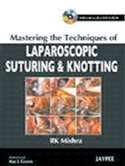 Mastering the Techniques of
LAPAROSCOPIC
SUTURING & KNOTTING
RK Mishra
JAYPEE